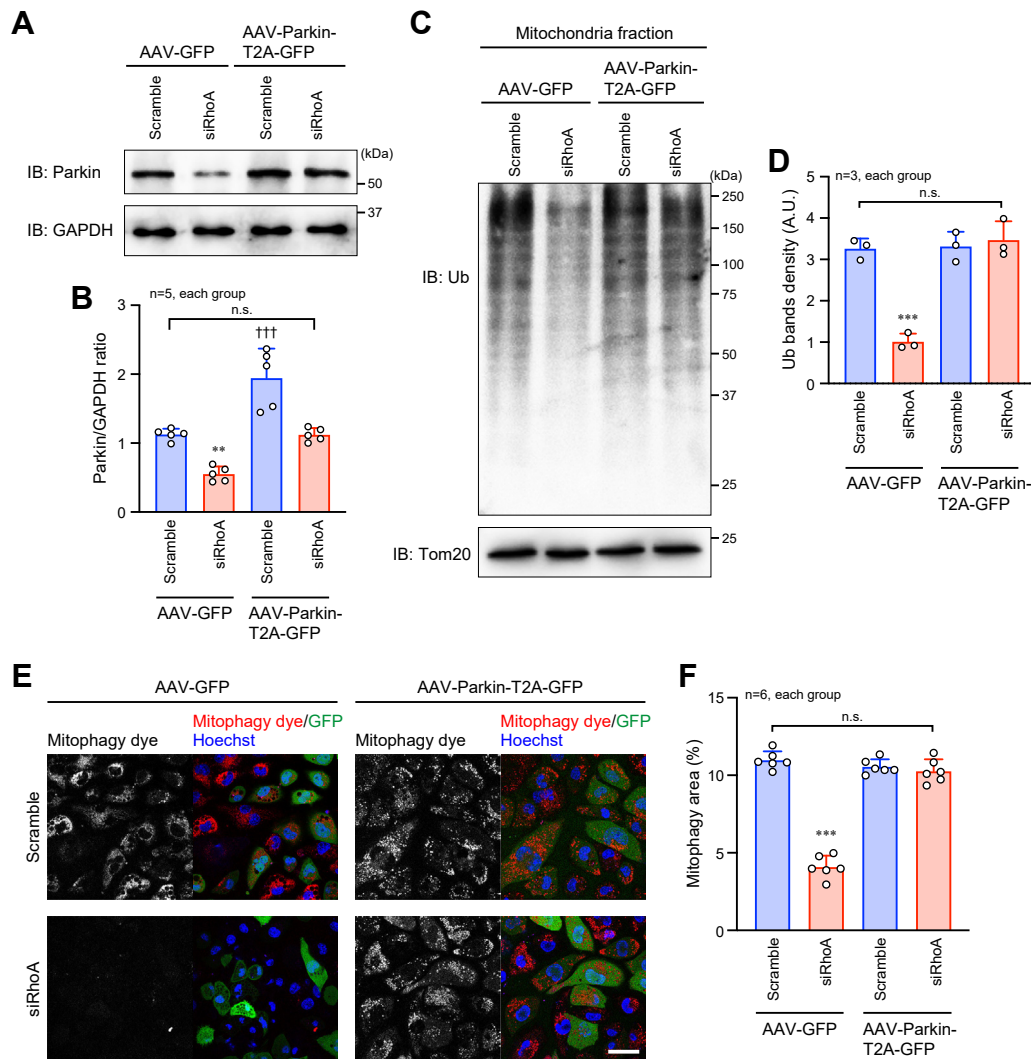 A
AAV-GFP
AAV-Parkin-
T2A-GFP
Scramble
siRhoA
Scramble
siRhoA
(kDa)
IB: Parkin
50
37
IB: GAPDH
B
n=5, each group
n.s.
†††
**
Parkin/GAPDH ratio
3
2
1
0
Scramble
siRhoA
Scramble
siRhoA
AAV-GFP
AAV-Parkin-
T2A-GFP
C
Mitochondria fraction
AAV-GFP
AAV-Parkin-
T2A-GFP
Scramble
siRhoA
Scramble
siRhoA
(kDa)
IB: Ub
250
150
100
75
50
37
25
25
IB: Tom20
D
n=3, each group
n.s.
***
Ub bands density (A.U.)
5
4
3
2
1
0
Scramble
siRhoA
Scramble
siRhoA
AAV-GFP
AAV-Parkin-
T2A-GFP
E
AAV-GFP
AAV-Parkin-T2A-GFP
Mitophagy dye
Mitophagy dye/GFP
Hoechst
Mitophagy dye
Mitophagy dye/GFP
Hoechst
Scramble
siRhoA
F
n=6, each group
n.s.
***
Mitophagy area (%)
15
10
5
0
Scramble
siRhoA
Scramble
siRhoA
AAV-GFP
AAV-Parkin-
T2A-GFP